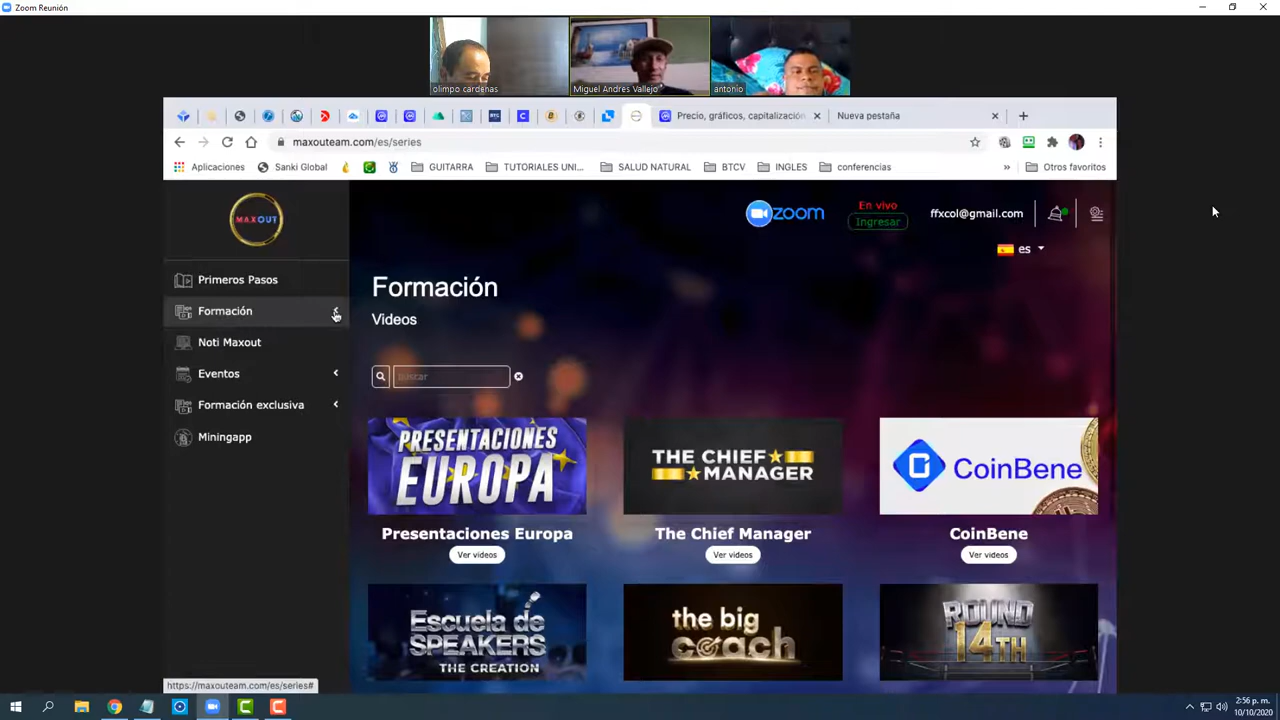 Zoom Reunión
olimpo cardenas
Miguel Andres Vallejo
antonio
Precio, gráficos, capitalización
Nueva pestaña
maxouteam.com/es/series
Aplicaciones
Sanki Global
GUITARRA
TUTORIALES UNI...
SALUD NATURAL
BTCV
INGLES
conferencias
»
Otros favoritos
MAXOUT
zoom
En vivo
Ingresar
ffxcol@gmail.com
es
Primeros Pasos
Formación
Noti Maxout
Eventos
Formación exclusiva
Miningapp
Formación
Videos
Buscar
PRESENTACIONES
EUROPA
THE CHIEF
MANAGER
CoinBene
Presentaciones Europa
The Chief Manager
CoinBene
Ver videos
Ver videos
Ver videos
Escuela de
SPEAKERS
THE CREATION
the big
coach
ROUND
14TH
https://maxouteam.com/es/series#
2:56 p. m.
10/10/2020